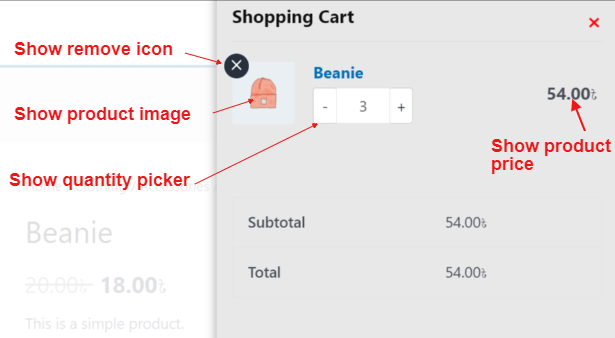 Shopping Cart
×
Show remove icon
Beanie
54.00৳
- 3 +
Show product image
Show product
price
Show quantity picker
Subtotal 54.00৳
Beanie
Total 54.00৳
20.00৳ 18.00৳
This is a simple product.